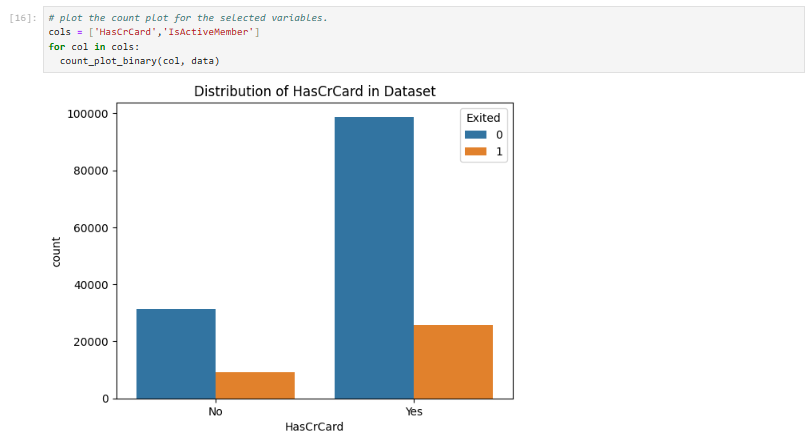 [16]:
# plot the count plot for the selected variables.
cols = ['HasCrCard','IsActiveMember']
for col in cols:
  count_plot_binary(col, data)
Distribution of HasCrCard in Dataset
Exited
0
1
100000
80000
60000
40000
20000
0
count
No Yes
HasCrCard